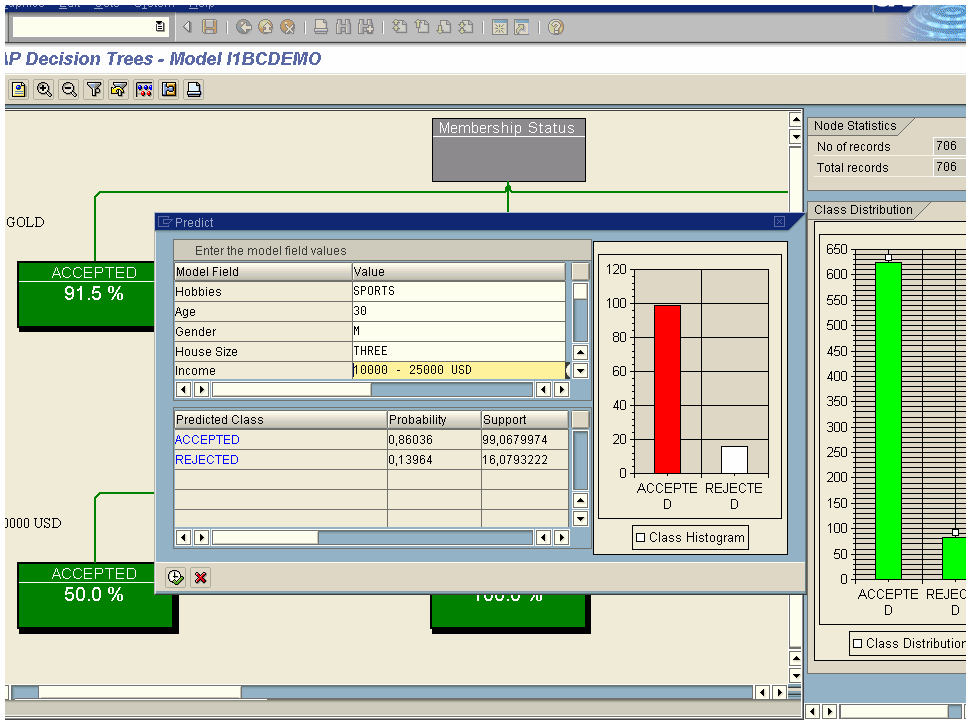 AP Decision Trees - Model I1BCDEMO
Membership Status
GOLD
ACCEPTED
91.5 %
0000 USD
ACCEPTED
50.0 %
100.0 %
Predict
Enter the model field values
Model Field Value
Hobbies SPORTS
Age 30
Gender M
House Size THREE
Income 10000 - 25000 USD
Predicted Class Probability Support
ACCEPTED 0,86036 99,0679974
REJECTED 0,13964 16,0793222
120
100
80
60
40
20
0
ACCEPTE
D
REJECTE
D
Class Histogram
Node Statistics
No of records 706
Total records 706
Class Distribution
650
600
550
500
450
400
350
300
250
200
150
100
50
0
ACCEPTE
D
REJEC
D
Class Distribution